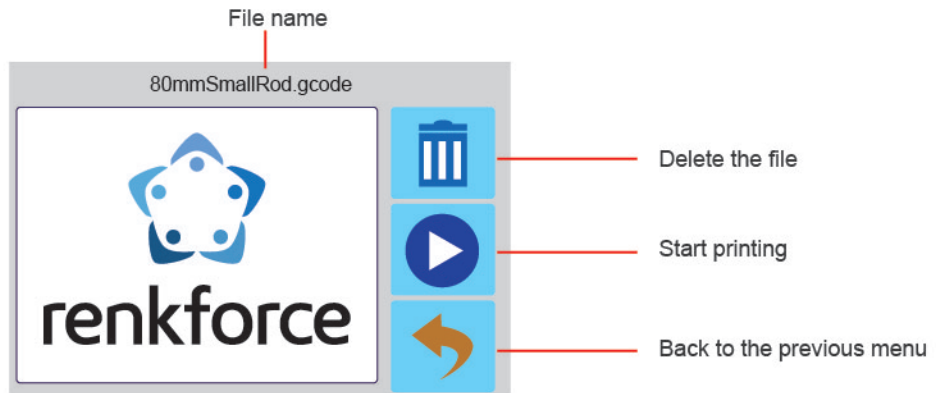 File name
80mmSmallRod.gcode
Delete the file
Start printing
renkforce
Back to the previous menu